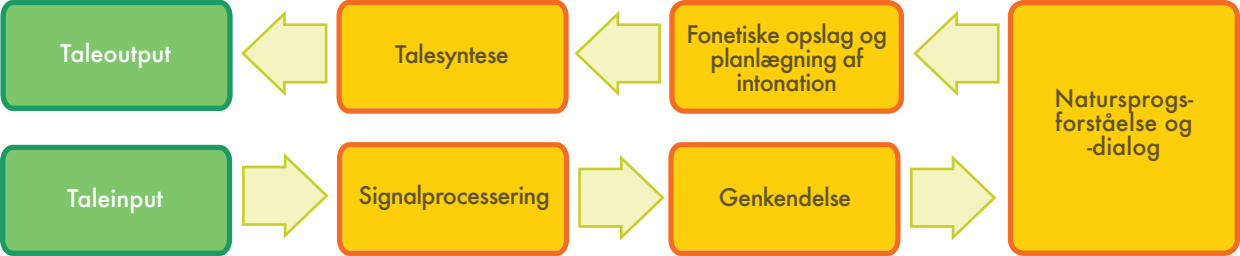 Taleoutput
Talesyntese
Fonetiske opslag og
planlægning af
intonation
Natursprogs-
forståelse og
-dialog
Taleinput
Signalprocessering
Genkendelse